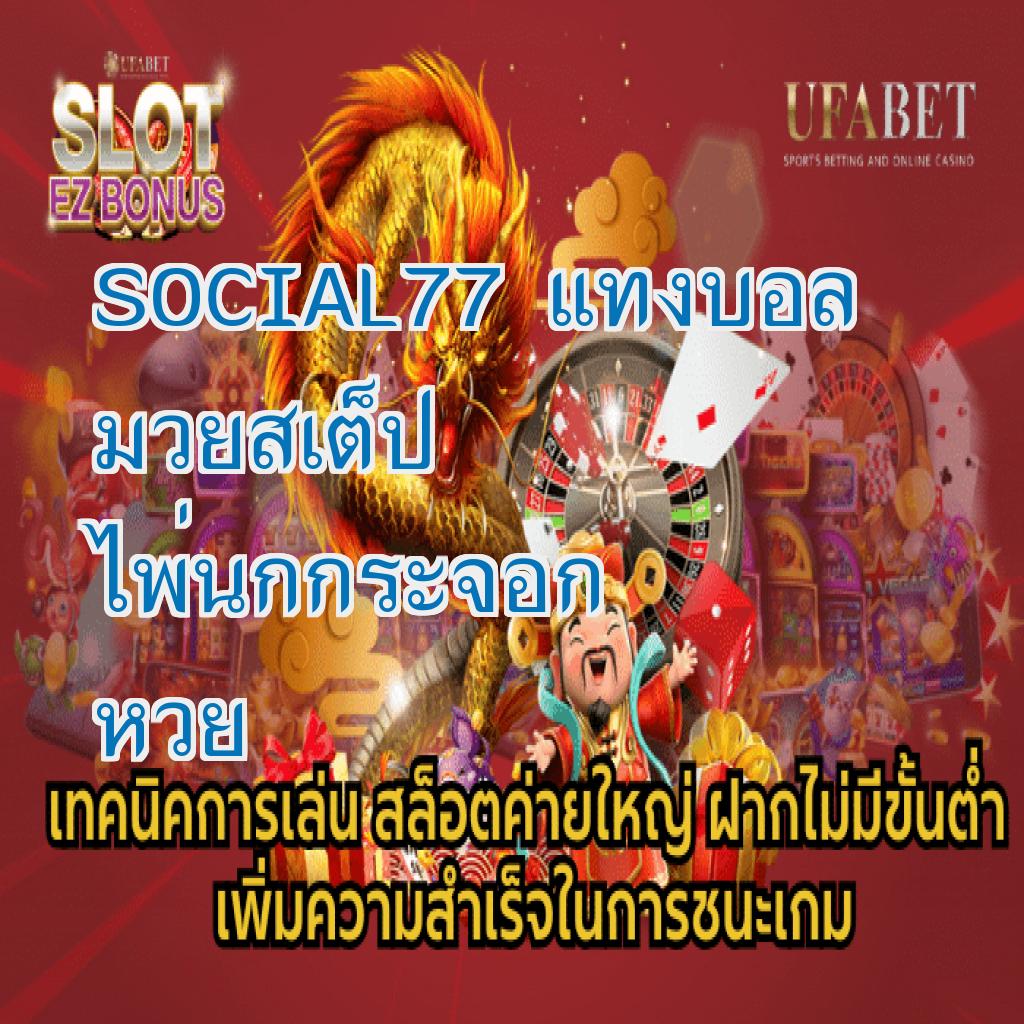 UFABET
SLOT
EZ BONUS
UFABET
SPORTS BETTING AND ONLINE CASINO
SOCIAL77 แทงบอล
มวยสเต็ป
ไพ่นกกระจอก
หวย
เทคนิคการเล่น สล็อตค่ายใหญ่ ฝากไม่มีขั้นต่ำ
เพิ่มความสำเร็จในการชนะเกม